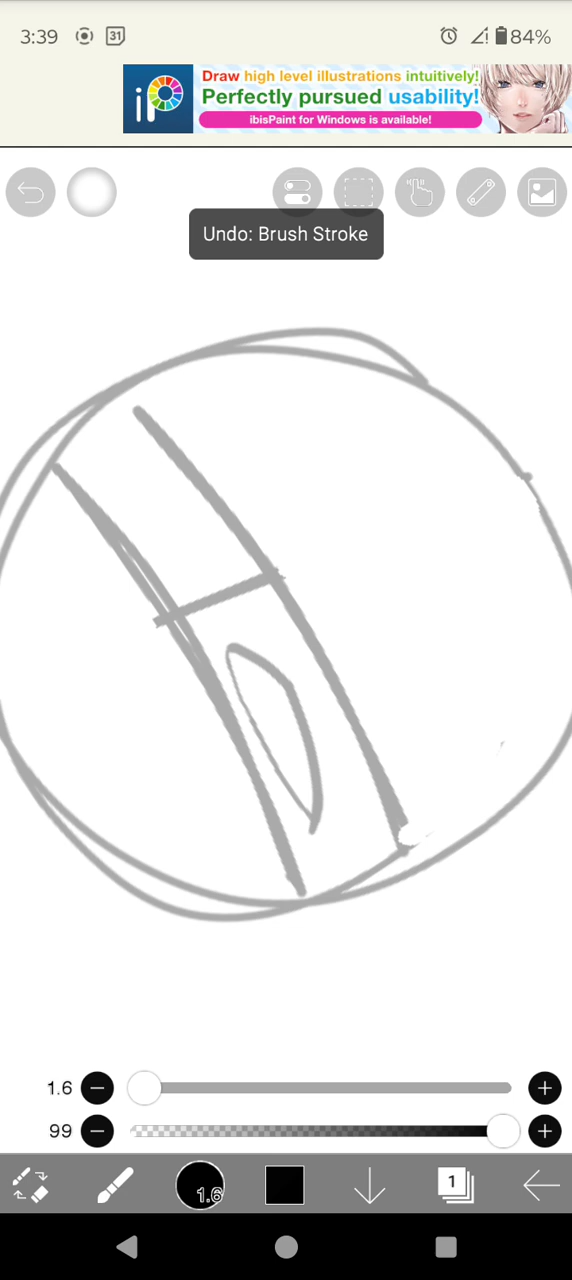 3:39
31
84%
Draw high level illustrations intuitively!
Perfectly pursued usability!
ibisPaint for Windows is available!
Undo: Brush Stroke
1.6
99
1.6
1